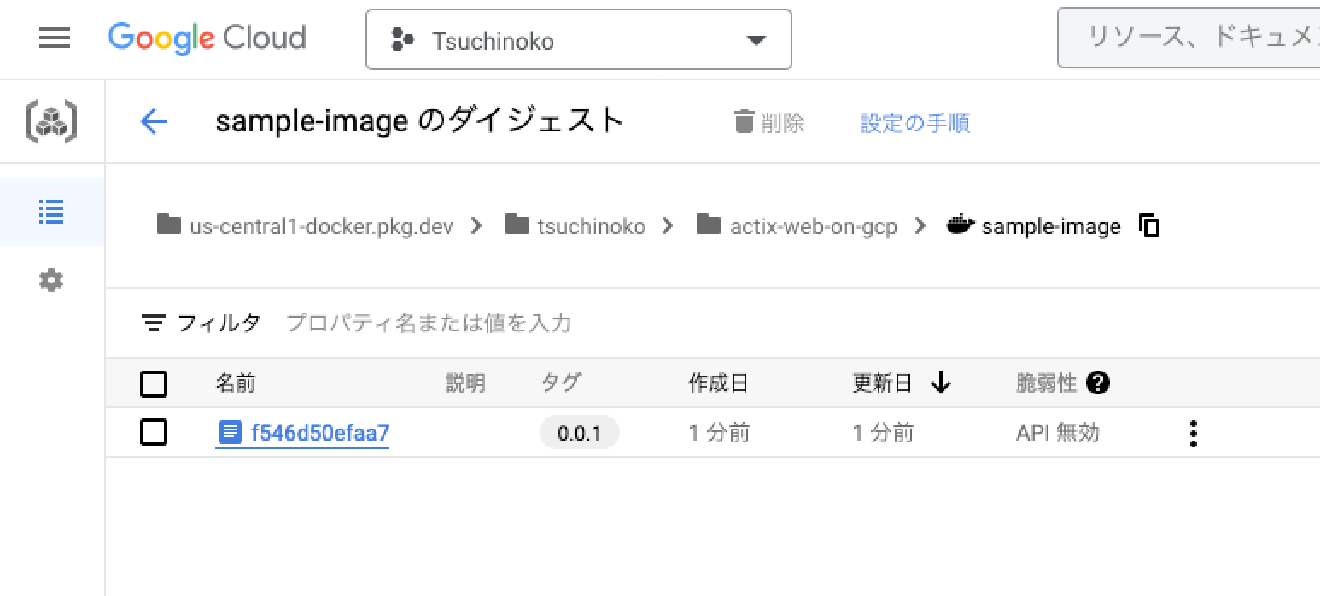 Google Cloud Tsuchinoko リソース、ドキュメ
sample-image のダイジェスト 削除 設定の手順
us-central1-docker.pkg.dev tsuchinoko actix-web-on-gcp sample-image
フィルタ プロパティ名または値を入力
名前 説明 タグ 作成日 更新日 脆弱性
f546d50efaa7 0.0.1 1 分前 1 分前 API 無効